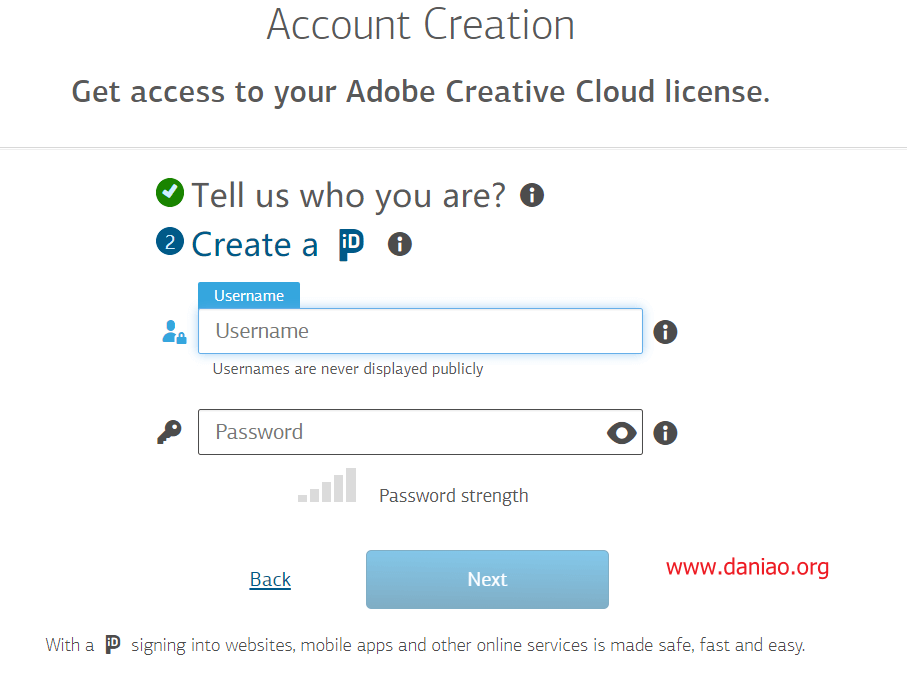 Account Creation
Get access to your Adobe Creative Cloud license.
Tell us who you are?
2 Create a iD
Username
Username
Usernames are never displayed publicly
Password
Password strength
Back Next
www.daniao.org
With a iD signing into websites, mobile apps and other online services is made safe, fast and easy.